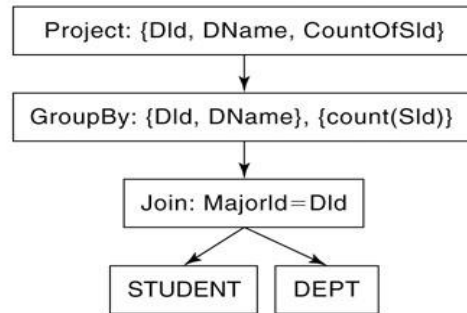 Project: {DId, DName, CountOfSId}
GroupBy: {DId, DName}, {count(SId)}
Join: MajorId=DId
STUDENT
DEPT